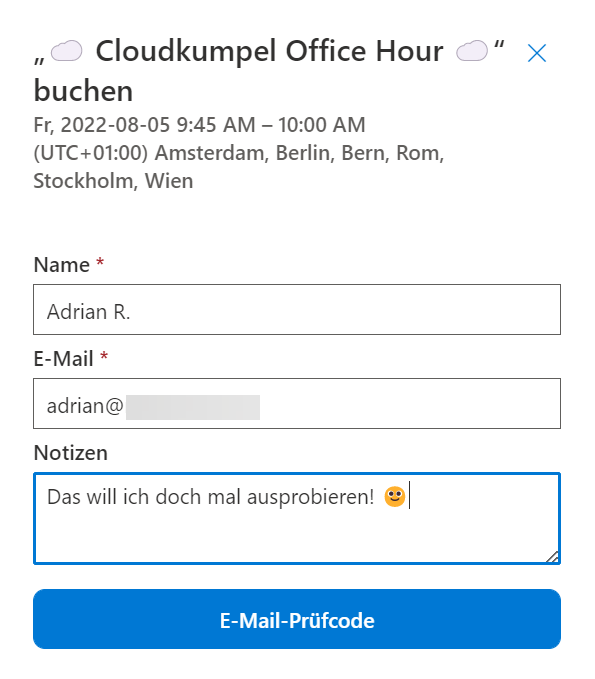 „☁️ Cloudkumpel Office Hour ☁️“
buchen
Fr, 2022-08-05 9:45 AM – 10:00 AM
(UTC+01:00) Amsterdam, Berlin, Bern, Rom,
Stockholm, Wien
Name *
Adrian R.
E-Mail *
adrian@
Notizen
Das will ich doch mal ausprobieren! 🙂
E-Mail-Prüfcode